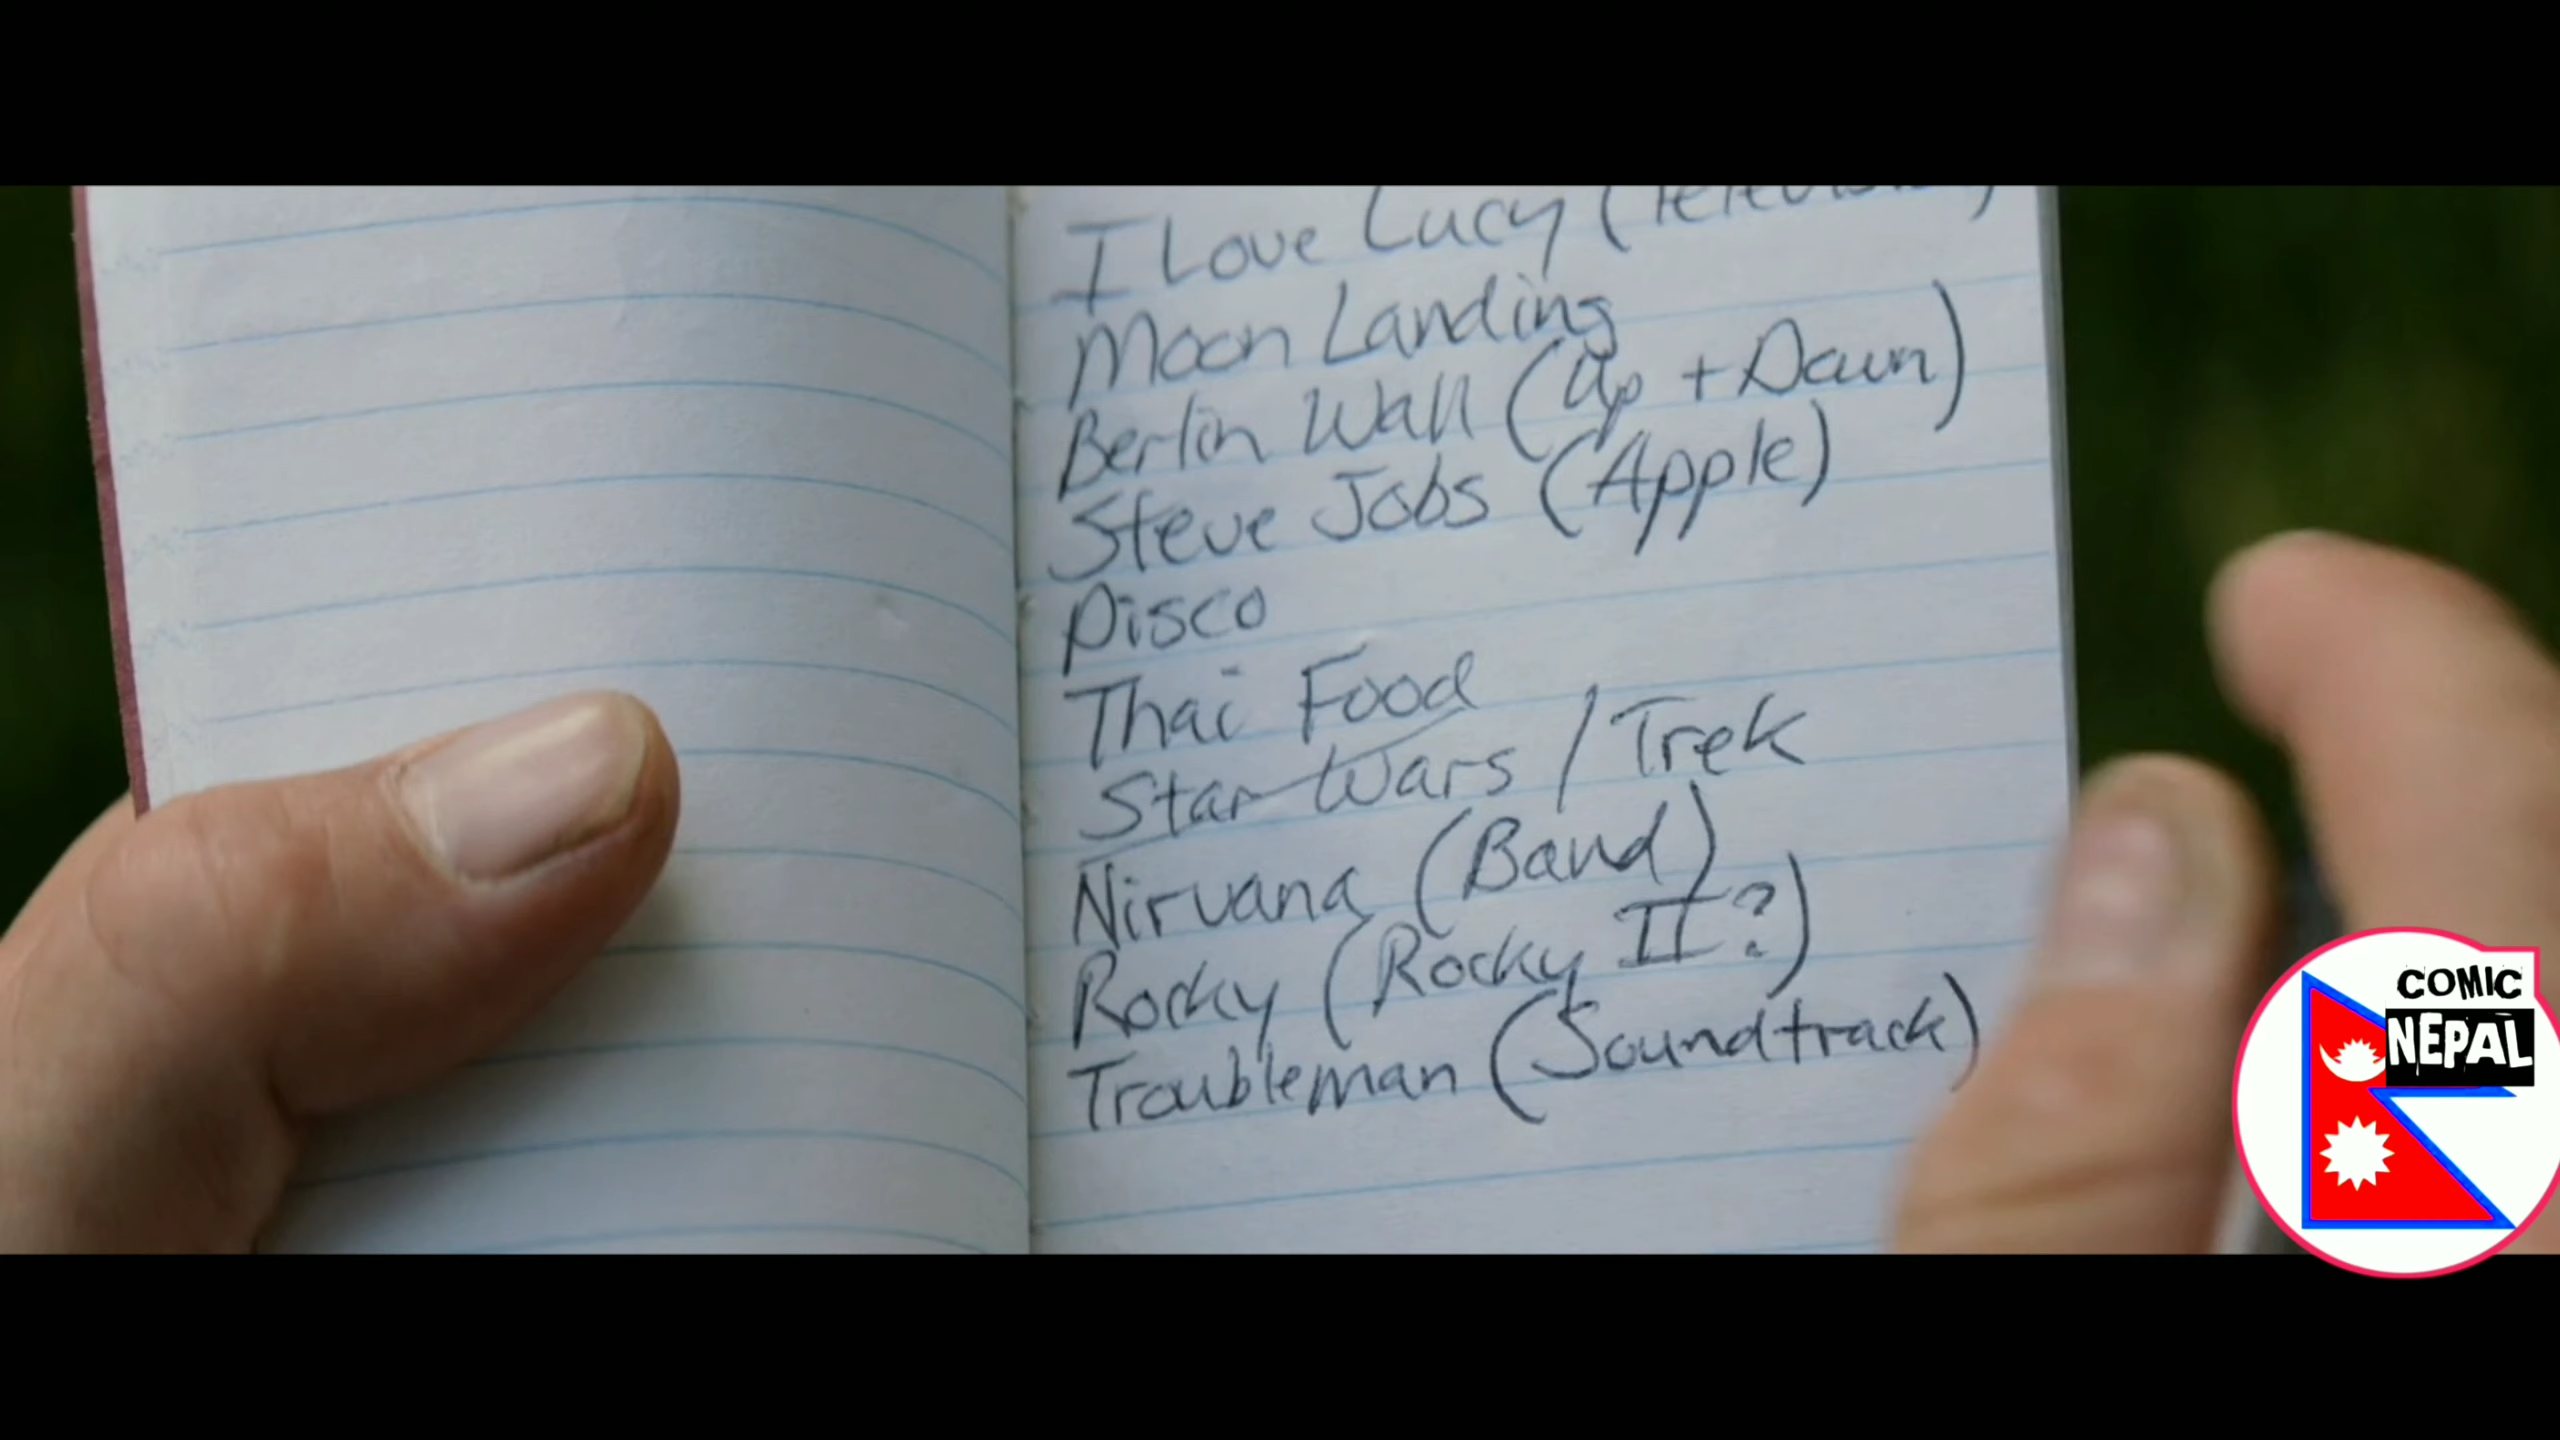 I Love Lucy (Television)
Moon Landing
Berlin Wall (Up + Down)
Steve Jobs (Apple)
Disco
Thai Food
Star Wars / Trek
Nirvana (Band)
Rocky (Rocky II?)
Troubleman (Soundtrack)
COMIC
NEPAL